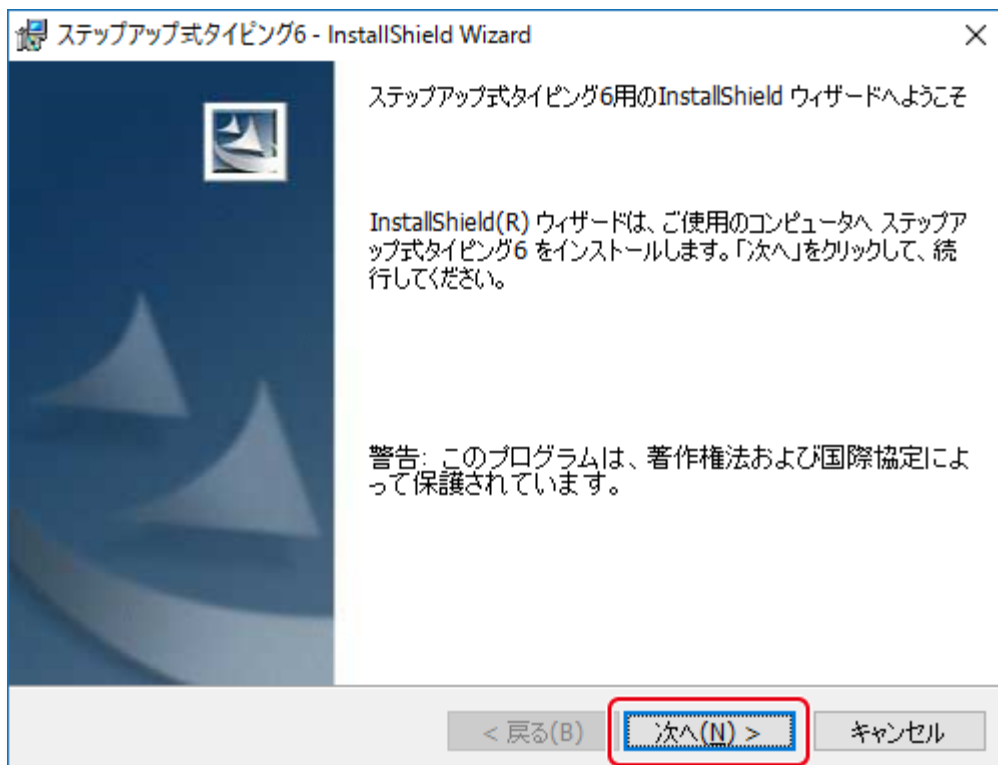 ステップアップ式タイピング6 - InstallShield Wizard
ステップアップ式タイピング6用のInstallShield ウィザードへようこそ
InstallShield(R) ウィザードは、ご使用のコンピュータへ ステップア
ップ式タイピング6 をインストールします。「次へ」をクリックして、続
行してください。
警告: このプログラムは、著作権法および国際協定によ
って保護されています。
< 戻る(B)
次へ(N) >
キャンセル